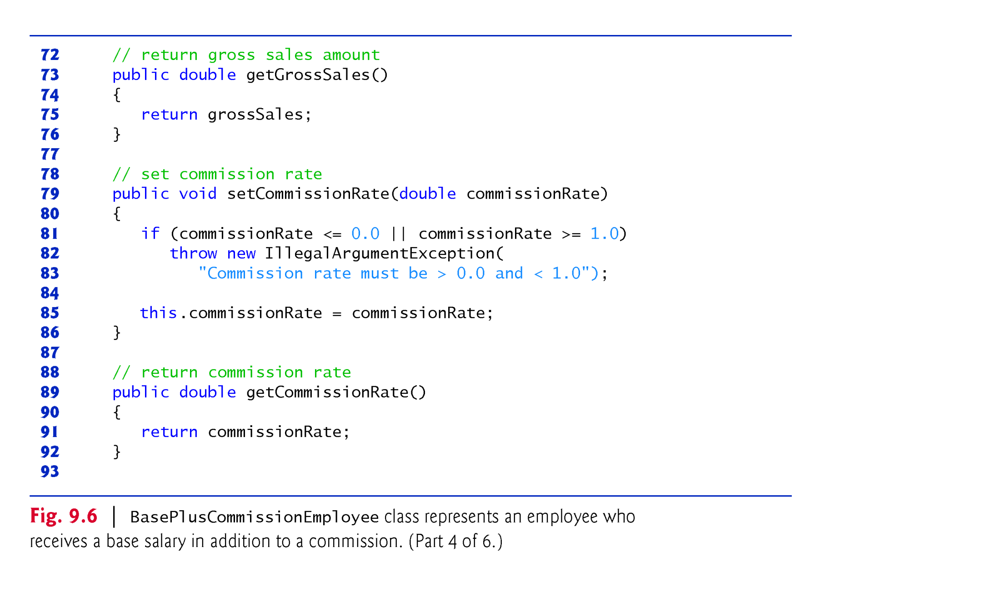 72 // return gross sales amount
73 public double getGrossSales()
74 {
75 return grossSales;
76 }
77
78 // set commission rate
79 public void setCommissionRate(double commissionRate)
80 {
81 if (commissionRate <= 0.0 || commissionRate >= 1.0)
82 throw new IllegalArgumentException(
83 "Commission rate must be > 0.0 and < 1.0");
84
85 this.commissionRate = commissionRate;
86 }
87
88 // return commission rate
89 public double getCommissionRate()
90 {
91 return commissionRate;
92 }
93
Fig. 9.6 | BasePlusCommissionEmployee class represents an employee who
receives a base salary in addition to a commission. (Part 4 of 6.)